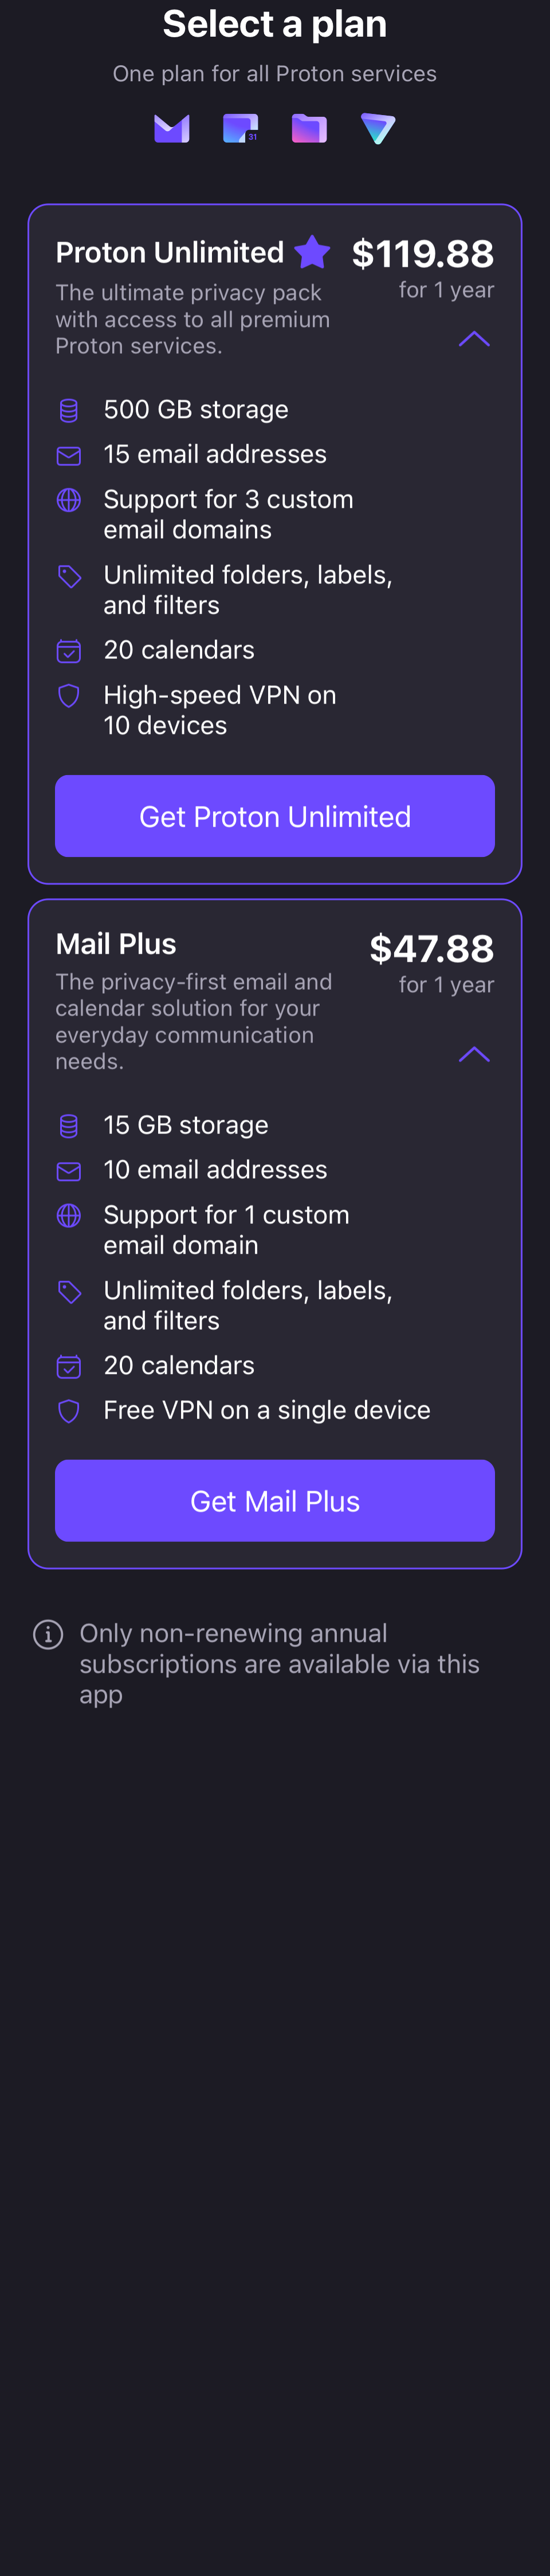 Select a plan
One plan for all Proton services
31
Proton Unlimited
$119.88
for 1 year
The ultimate privacy pack
with access to all premium
Proton services.
500 GB storage
15 email addresses
Support for 3 custom
email domains
Unlimited folders, labels,
and filters
20 calendars
High-speed VPN on
10 devices
Get Proton Unlimited
Mail Plus
$47.88
for 1 year
The privacy-first email and
calendar solution for your
everyday communication
needs.
15 GB storage
10 email addresses
Support for 1 custom
email domain
Unlimited folders, labels,
and filters
20 calendars
Free VPN on a single device
Get Mail Plus
Only non-renewing annual
subscriptions are available via this
app